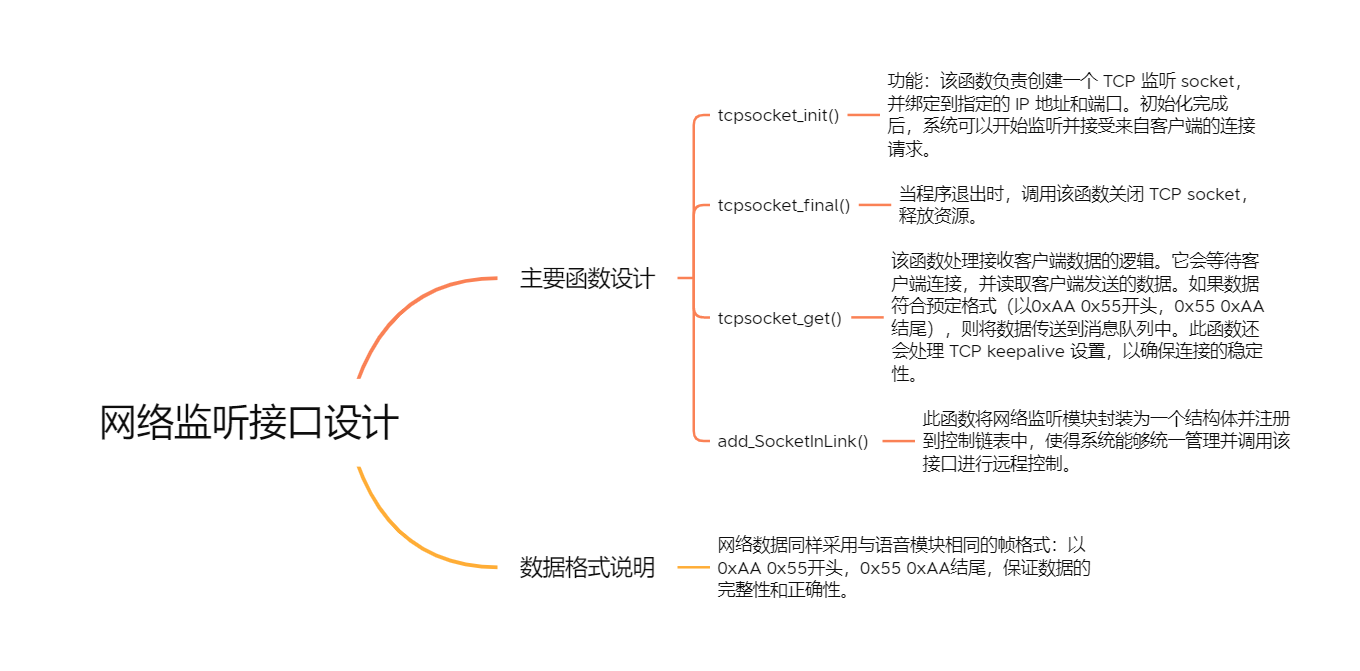 网络监听接口设计
主要函数设计
tcpsocket_init()
功能：该函数负责创建一个 TCP 监听 socket，
并绑定到指定的 IP 地址和端口。初始化完成
后，系统可以开始监听并接受来自客户端的连接
请求。
tcpsocket_final()
当程序退出时，调用该函数关闭 TCP socket，
释放资源。
tcpsocket_get()
该函数处理接收客户端数据的逻辑。它会等待客
户端连接，并读取客户端发送的数据。如果数据
符合预定格式（以0xAA 0x55开头，0x55 0xAA
结尾），则将数据传送到消息队列中。此函数还
会处理 TCP keepalive 设置，以确保连接的稳定
性。
add_SocketInLink()
此函数将网络监听模块封装为一个结构体并注册
到控制链表中，使得系统能够统一管理并调用该
接口进行远程控制。
数据格式说明
网络数据同样采用与语音模块相同的帧格式：以
0xAA 0x55开头，0x55 0xAA结尾，保证数据的
完整性和正确性。